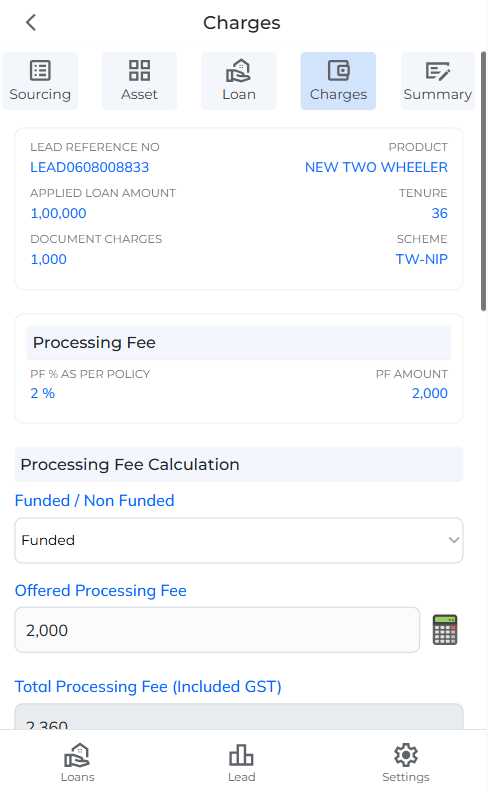 Charges
Sourcing
Asset
Loan
Charges
Summary
LEAD REFERENCE NO
PRODUCT
LEAD0608008833
NEW TWO WHEELER
APPLIED LOAN AMOUNT
TENURE
1,00,000
36
DOCUMENT CHARGES
SCHEME
1,000
TW-NIP
Processing Fee
PF % AS PER POLICY
PF AMOUNT
2 %
2,000
Processing Fee Calculation
Funded / Non Funded
Funded
Offered Processing Fee
2,000
Total Processing Fee (Included GST)
2,360
Loans
Lead
Settings